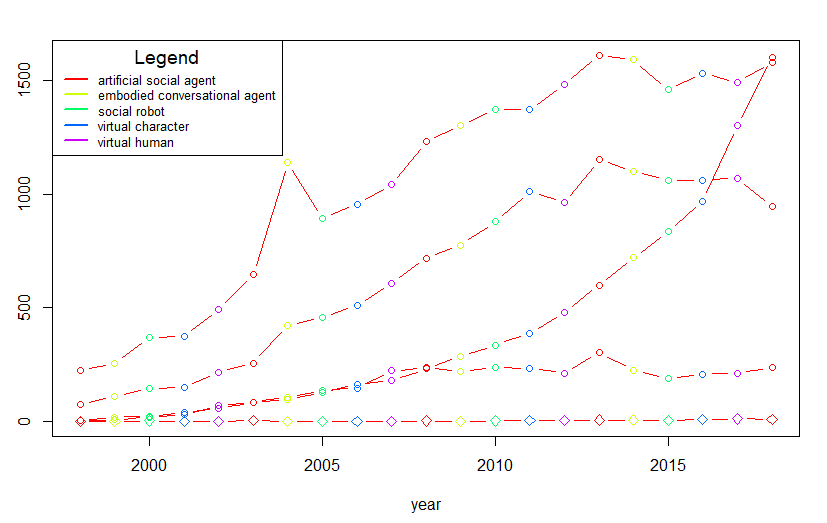 Legend
artificial social agent
embodied conversational agent
social robot
virtual character
virtual human
1500
1000
500
0
2000 2005 2010 2015
year